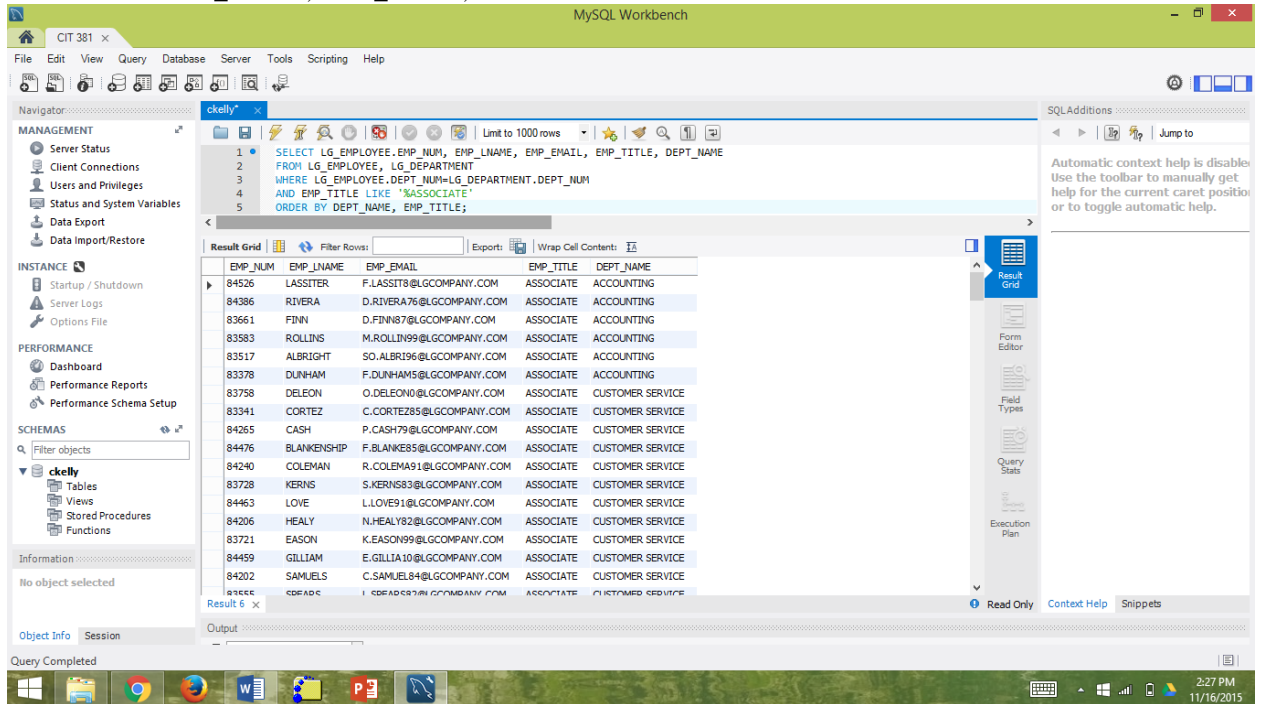 MySQL Workbench
CIT 381
File Edit View Query Database Server Tools Scripting Help
Navigator
MANAGEMENT
Server Status
Client Connections
Users and Privileges
Status and System Variables
Data Export
Data Import/Restore
INSTANCE
Startup / Shutdown
Server Logs
Options File
PERFORMANCE
Dashboard
Performance Reports
Performance Schema Setup
SCHEMAS
Filter objects
ckelly
Tables
Views
Stored Procedures
Functions
Information
No object selected
Object Info Session
Query Completed
ckelly*
Limit to 1000 rows
1 SELECT LG_EMPLOYEE.EMP_NUM, EMP_LNAME, EMP_EMAIL, EMP_TITLE, DEPT_NAME
2 FROM LG_EMPLOYEE, LG_DEPARTMENT
3 WHERE LG_EMPLOYEE.DEPT_NUM=LG_DEPARTMENT.DEPT_NUM
4 AND EMP_TITLE LIKE '%ASSOCIATE'
5 ORDER BY DEPT_NAME, EMP_TITLE;
Result Grid Filter Rows: Export: Wrap Cell Content:
EMP_NUM EMP_LNAME EMP_EMAIL EMP_TITLE DEPT_NAME
84526 LASSITER F.LASSIT8@LGCOMPANY.COM ASSOCIATE ACCOUNTING
84386 RIVERA D.RIVERA76@LGCOMPANY.COM ASSOCIATE ACCOUNTING
83661 FINN D.FINN87@LGCOMPANY.COM ASSOCIATE ACCOUNTING
83583 ROLLINS M.ROLLIN99@LGCOMPANY.COM ASSOCIATE ACCOUNTING
83517 ALBRIGHT SO.ALBRI96@LGCOMPANY.COM ASSOCIATE ACCOUNTING
83378 DUNHAM F.DUNHAM5@LGCOMPANY.COM ASSOCIATE ACCOUNTING
83758 DELEON O.DELEON0@LGCOMPANY.COM ASSOCIATE CUSTOMER SERVICE
83341 CORTEZ C.CORTEZ85@LGCOMPANY.COM ASSOCIATE CUSTOMER SERVICE
84265 CASH P.CASH79@LGCOMPANY.COM ASSOCIATE CUSTOMER SERVICE
84476 BLANKENSHIP F.BLANKE85@LGCOMPANY.COM ASSOCIATE CUSTOMER SERVICE
84240 COLEMAN R.COLEMA91@LGCOMPANY.COM ASSOCIATE CUSTOMER SERVICE
83728 KERNS S.KERNS83@LGCOMPANY.COM ASSOCIATE CUSTOMER SERVICE
84463 LOVE L.LOVE91@LGCOMPANY.COM ASSOCIATE CUSTOMER SERVICE
84206 HEALY N.HEALY82@LGCOMPANY.COM ASSOCIATE CUSTOMER SERVICE
83721 EASON K.EASON99@LGCOMPANY.COM ASSOCIATE CUSTOMER SERVICE
84459 GILLIAM E.GILLIA10@LGCOMPANY.COM ASSOCIATE CUSTOMER SERVICE
84202 SAMUELS C.SAMUEL84@LGCOMPANY.COM ASSOCIATE CUSTOMER SERVICE
83555 SPEARS L.SPEARS82@LGCOMPANY.COM ASSOCIATE CUSTOMER SERVICE
Result 6
Read Only
Output
Result Grid
Form Editor
Field Types
Query Stats
Execution Plan
SQLAdditions
Jump to
Automatic context help is disable
Use the toolbar to manually get
help for the current caret positio
or to toggle automatic help.
Context Help Snippets
2:27 PM
11/16/2015